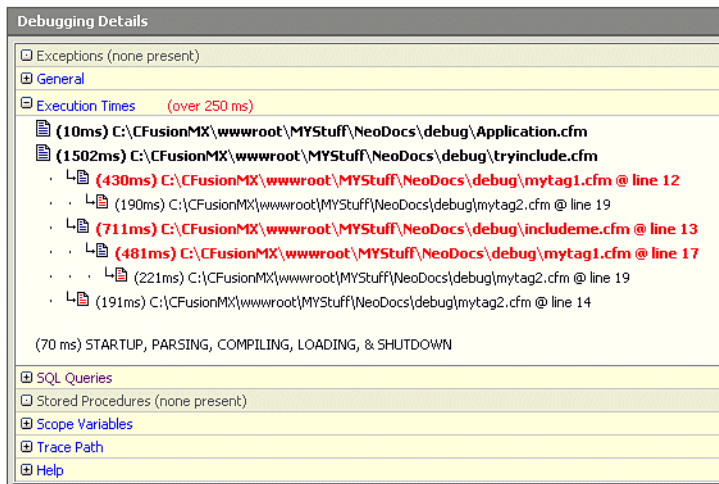 Debugging Details
Exceptions (none present)
General
Execution Times (over 250 ms)
(10ms) C:\CFusionMX\wwwroot\MYStuff\NeoDocs\debug\Application.cfm
(1502ms) C:\CFusionMX\wwwroot\MYStuff\NeoDocs\debug\tryinclude.cfm
(430ms) C:\CFusionMX\wwwroot\MYStuff\NeoDocs\debug\mytag1.cfm @ line 12
(190ms) C:\CFusionMX\wwwroot\MYStuff\NeoDocs\debug\mytag2.cfm @ line 19
(711ms) C:\CFusionMX\wwwroot\MYStuff\NeoDocs\debug\includeme.cfm @ line 13
(481ms) C:\CFusionMX\wwwroot\MYStuff\NeoDocs\debug\mytag1.cfm @ line 17
(221ms) C:\CFusionMX\wwwroot\MYStuff\NeoDocs\debug\mytag2.cfm @ line 19
(191ms) C:\CFusionMX\wwwroot\MYStuff\NeoDocs\debug\mytag2.cfm @ line 14
(70 ms) STARTUP, PARSING, COMPILING, LOADING, & SHUTDOWN
SQL Queries
Stored Procedures (none present)
Scope Variables
Trace Path
Help